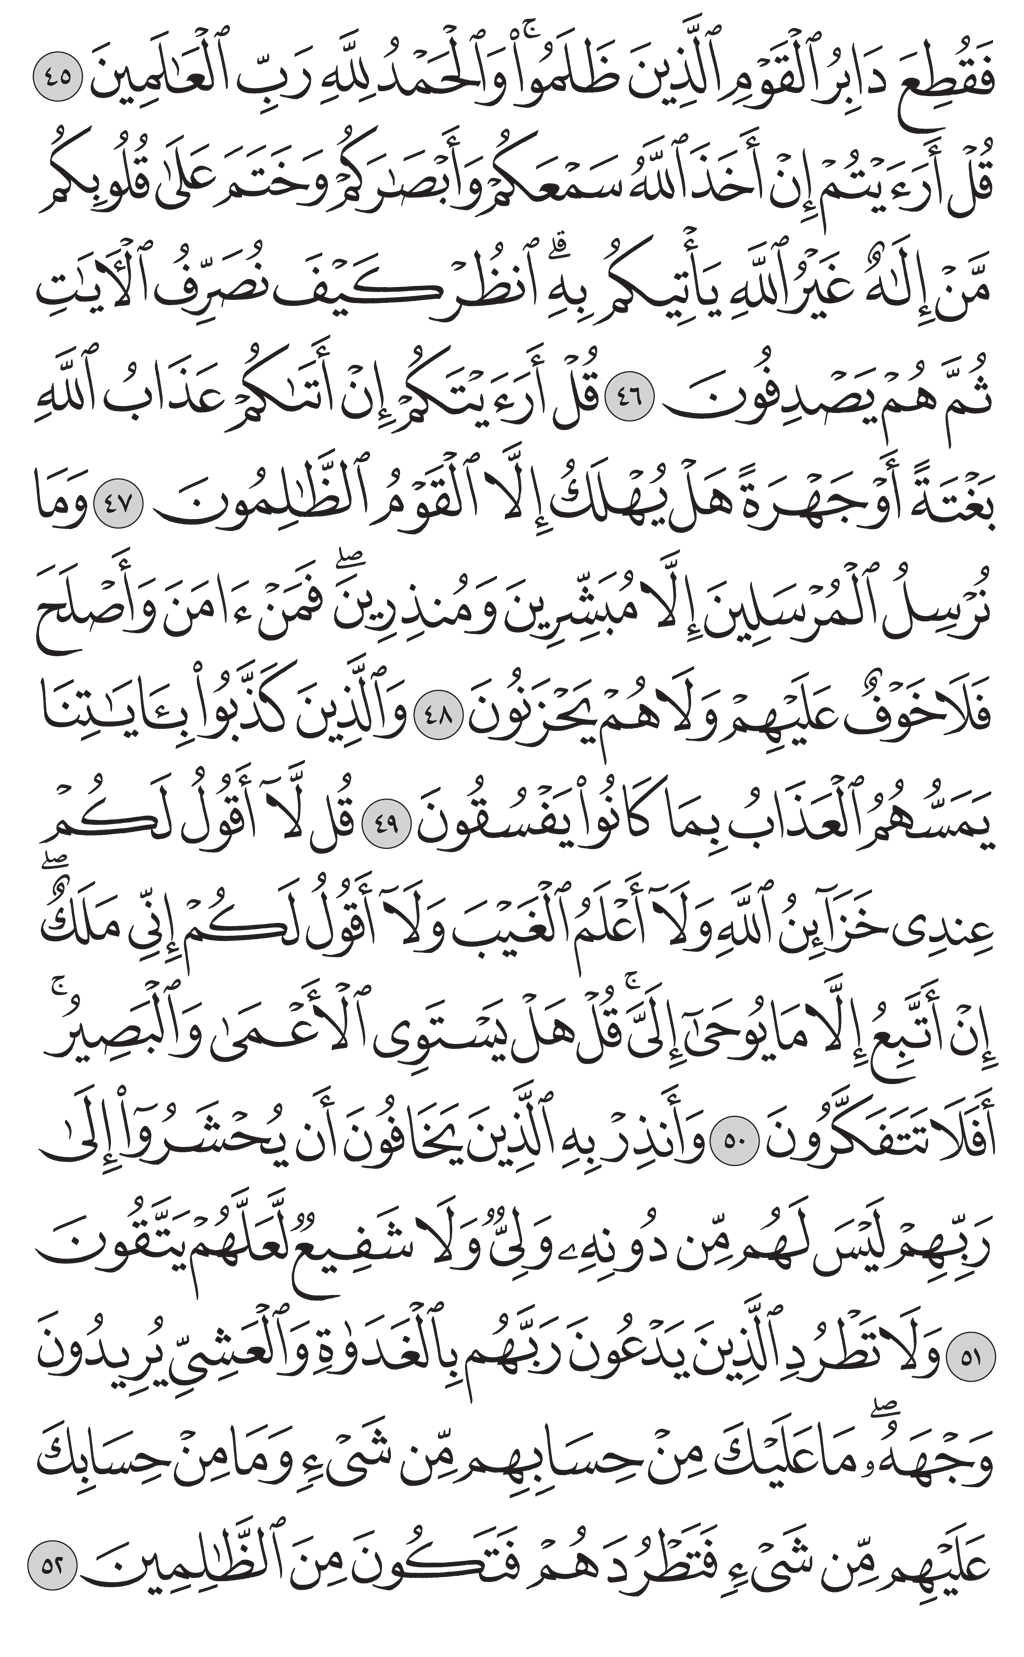 فَقُطِعَ دَابِرُ ٱلۡقَوۡمِ ٱلَّذِينَ ظَلَمُواْۚ وَٱلۡحَمۡدُ لِلَّهِ رَبِّ ٱلۡعَٰلَمِينَ ٤٥
قُلۡ أَرَءَيۡتُمۡ إِنۡ أَخَذَ ٱللَّهُ سَمۡعَكُمۡ وَأَبۡصَٰرَكُمۡ وَخَتَمَ عَلَىٰ قُلُوبِكُم
مَّنۡ إِلَٰهٌ غَيۡرُ ٱللَّهِ يَأۡتِيكُم بِهِۗ ٱنظُرۡ كَيۡفَ نُصَرِّفُ ٱلۡأٓيَٰتِ
ثُمَّ هُمۡ يَصۡدِفُونَ ٤٦ قُلۡ أَرَءَيۡتَكُمۡ إِنۡ أَتَىٰكُمۡ عَذَابُ ٱللَّهِ
بَغۡتَةً أَوۡ جَهۡرَةً هَلۡ يُهۡلَكُ إِلَّا ٱلۡقَوۡمُ ٱلظَّٰلِمُونَ ٤٧ وَمَا
نُرۡسِلُ ٱلۡمُرۡسَلِينَ إِلَّا مُبَشِّرِينَ وَمُنذِرِينَۖ فَمَنۡ ءَامَنَ وَأَصۡلَحَ
فَلَا خَوۡفٌ عَلَيۡهِمۡ وَلَا هُمۡ يَحۡزَنُونَ ٤٨ وَٱلَّذِينَ كَذَّبُواْ بِـَٔايَٰتِنَا
يَمَسُّهُمُ ٱلۡعَذَابُ بِمَا كَانُواْ يَفۡسُقُونَ ٤٩ قُل لَّآ أَقُولُ لَكُمۡ
عِندِي خَزَآئِنُ ٱللَّهِ وَلَآ أَعۡلَمُ ٱلۡغَيۡبَ وَلَآ أَقُولُ لَكُمۡ إِنِّي مَلَكٌۖ
إِنۡ أَتَّبِعُ إِلَّا مَا يُوحَىٰٓ إِلَيَّۚ قُلۡ هَلۡ يَسۡتَوِي ٱلۡأَعۡمَىٰ وَٱلۡبَصِيرُۚ
أَفَلَا تَتَفَكَّرُونَ ٥٠ وَأَنذِرۡ بِهِ ٱلَّذِينَ يَخَافُونَ أَن يُحۡشَرُوٓاْ إِلَىٰ
رَبِّهِمۡ لَيۡسَ لَهُم مِّن دُونِهِۦ وَلِيّٞ وَلَا شَفِيعٞ لَّعَلَّهُمۡ يَتَّقُونَ
٥١ وَلَا تَطۡرُدِ ٱلَّذِينَ يَدۡعُونَ رَبَّهُم بِٱلۡغَدَوٰةِ وَٱلۡعَشِيِّ يُرِيدُونَ
وَجۡهَهُۥۖ مَا عَلَيۡكَ مِنۡ حِسَابِهِم مِّن شَيۡءٖ وَمَا مِنۡ حِسَابِكَ
عَلَيۡهِم مِّن شَيۡءٖ فَتَطۡرُدَهُمۡ فَتَكُونَ مِنَ ٱلظَّٰلِمِينَ ٥٢